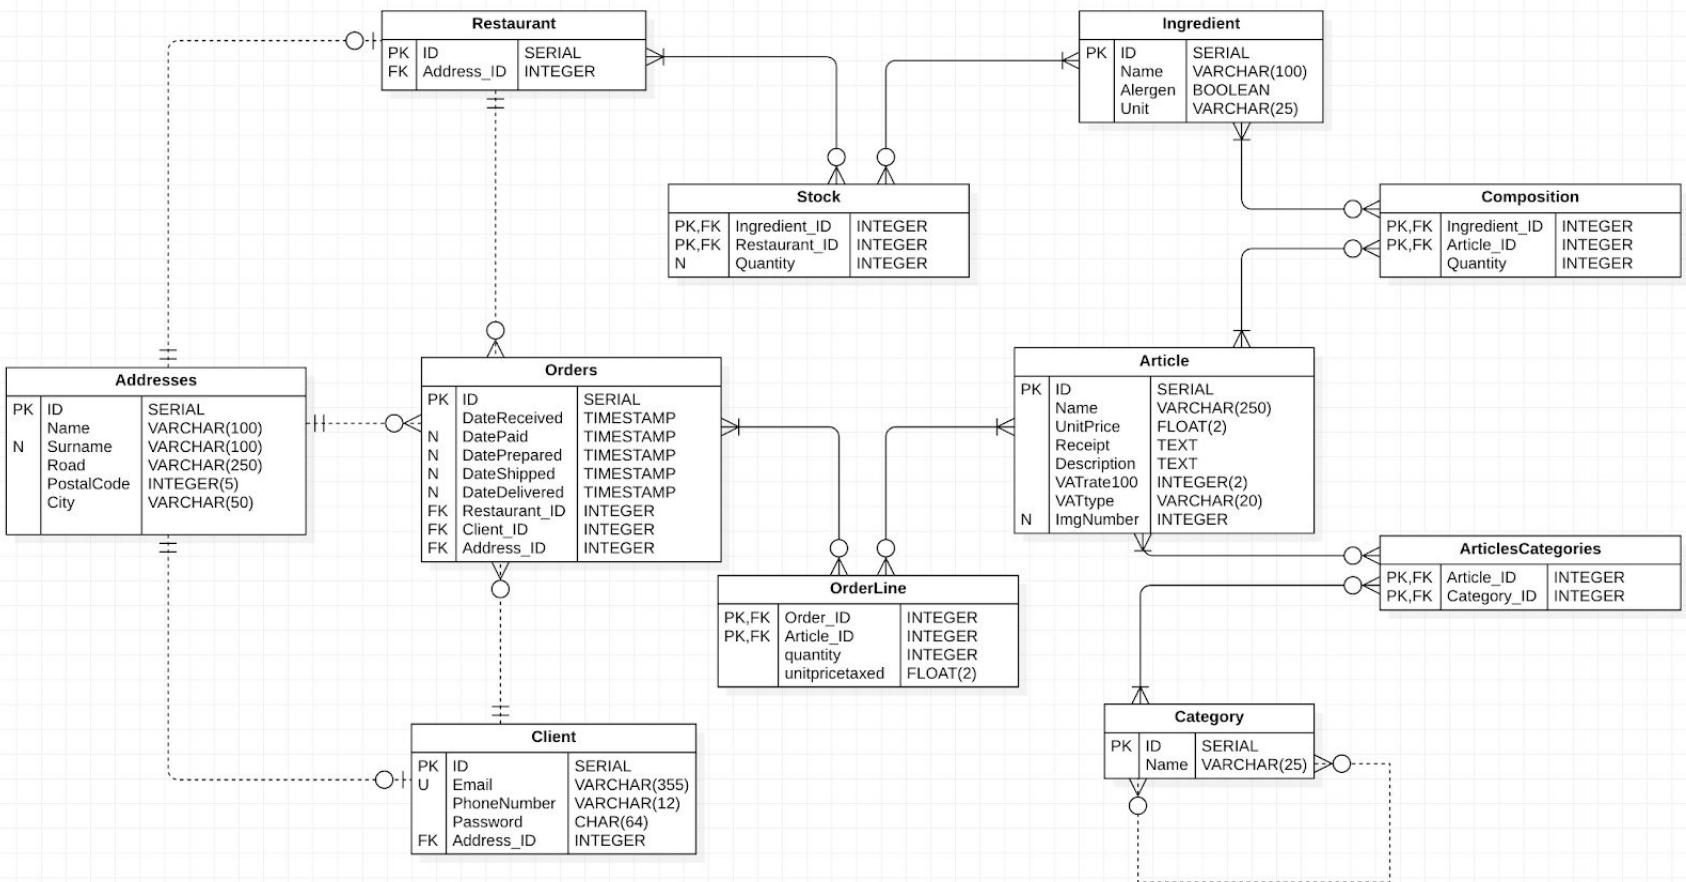 Restaurant
PK ID SERIAL
FK Address_ID INTEGER
Ingredient
PK ID SERIAL
Name VARCHAR(100)
Alergen BOOLEAN
Unit VARCHAR(25)
Stock
PK,FK Ingredient_ID INTEGER
PK,FK Restaurant_ID INTEGER
N Quantity INTEGER
Composition
PK,FK Ingredient_ID INTEGER
PK,FK Article_ID INTEGER
Quantity INTEGER
Addresses
PK ID SERIAL
Name VARCHAR(100)
N Surname VARCHAR(100)
Road VARCHAR(250)
PostalCode INTEGER(5)
City VARCHAR(50)
Orders
PK ID SERIAL
DateReceived TIMESTAMP
N DatePaid TIMESTAMP
N DatePrepared TIMESTAMP
N DateShipped TIMESTAMP
N DateDelivered TIMESTAMP
FK Restaurant_ID INTEGER
FK Client_ID INTEGER
FK Address_ID INTEGER
Article
PK ID SERIAL
Name VARCHAR(250)
UnitPrice FLOAT(2)
Receipt TEXT
Description TEXT
VATrate100 INTEGER(2)
VATtype VARCHAR(20)
N ImgNumber INTEGER
ArticlesCategories
PK,FK Article_ID INTEGER
PK,FK Category_ID INTEGER
OrderLine
PK,FK Order_ID INTEGER
PK,FK Article_ID INTEGER
quantity INTEGER
unitpricetaxed FLOAT(2)
Client
PK ID SERIAL
U Email VARCHAR(355)
PhoneNumber VARCHAR(12)
Password CHAR(64)
FK Address_ID INTEGER
Category
PK ID SERIAL
Name VARCHAR(25)